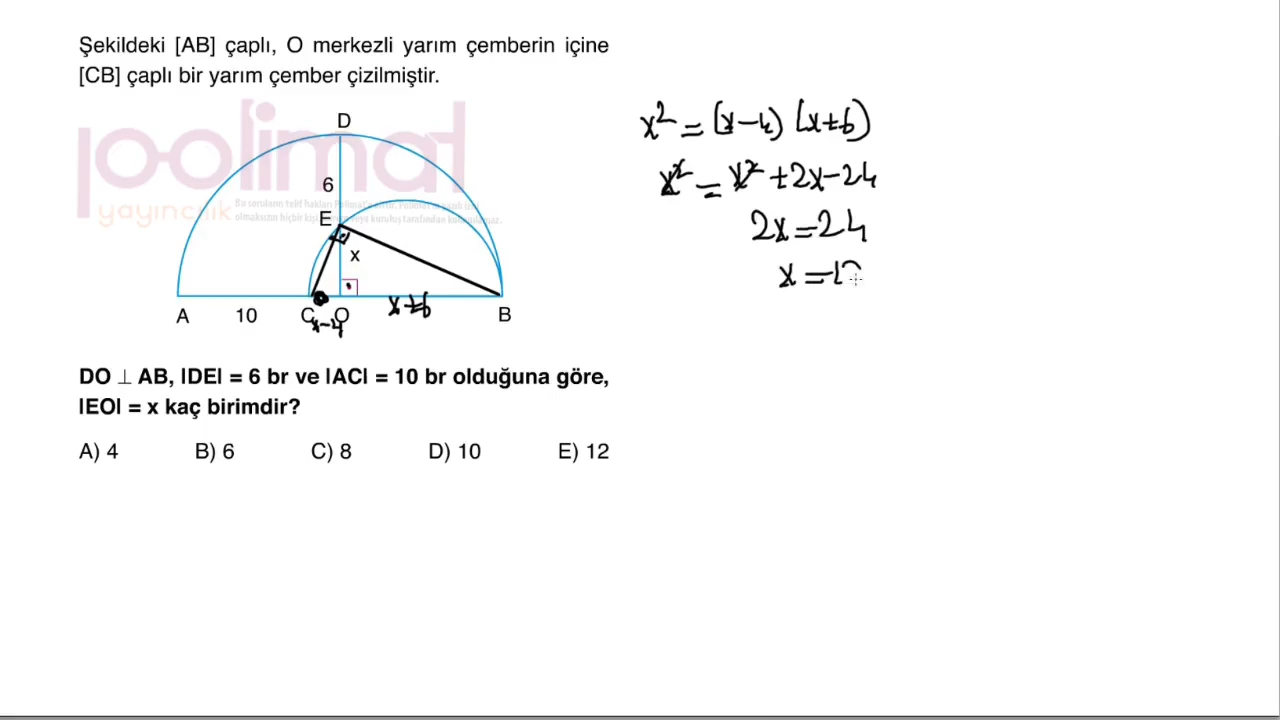 Şekildeki [AB] çaplı, O merkezli yarım çemberin içine
[CB] çaplı bir yarım çember çizilmiştir.
polimat
yayıncılık
D
6
E
x
A 10 C O B
x-4
x+6
DO ⊥ AB, |DE| = 6 br ve |AC| = 10 br olduğuna göre,
|EO| = x kaç birimdir?
A) 4 B) 6 C) 8 D) 10 E) 12
x² = (x-4) (x+6)
x² = x² + 2x - 24
2x = 24
x = 12